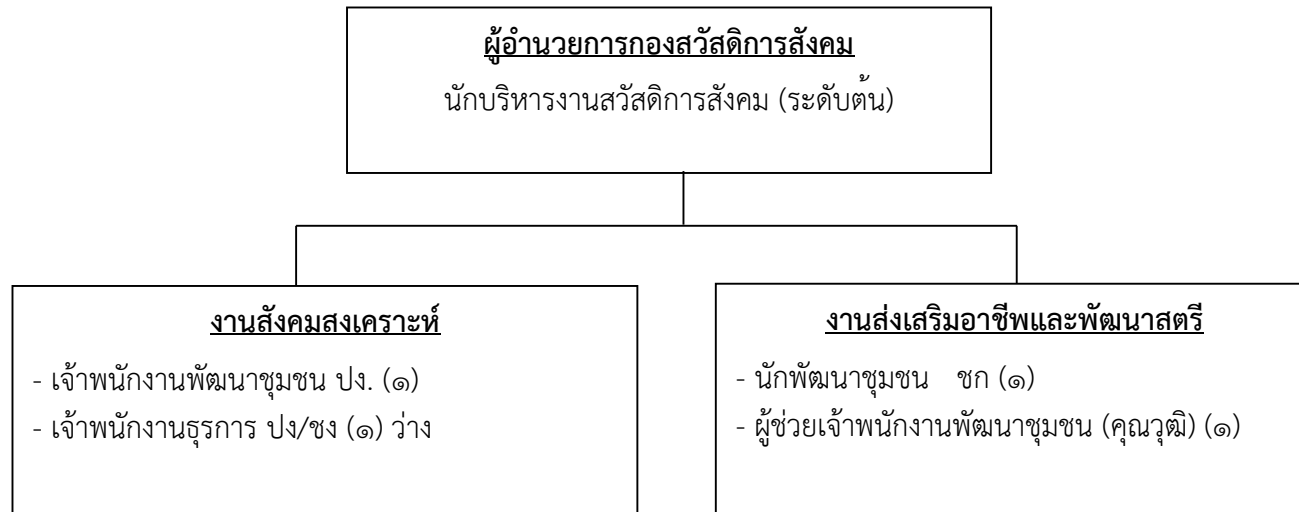 ผู้อำนวยการกองสวัสดิการสังคม
นักบริหารงานสวัสดิการสังคม (ระดับต้น)
งานสังคมสงเคราะห์
- เจ้าพนักงานพัฒนาชุมชน ปง. (๑)
- เจ้าพนักงานธุรการ ปง/ชง (๑) ว่าง
งานส่งเสริมอาชีพและพัฒนาสตรี
- นักพัฒนาชุมชน ชก (๑)
- ผู้ช่วยเจ้าพนักงานพัฒนาชุมชน (คุณวุฒิ) (๑)